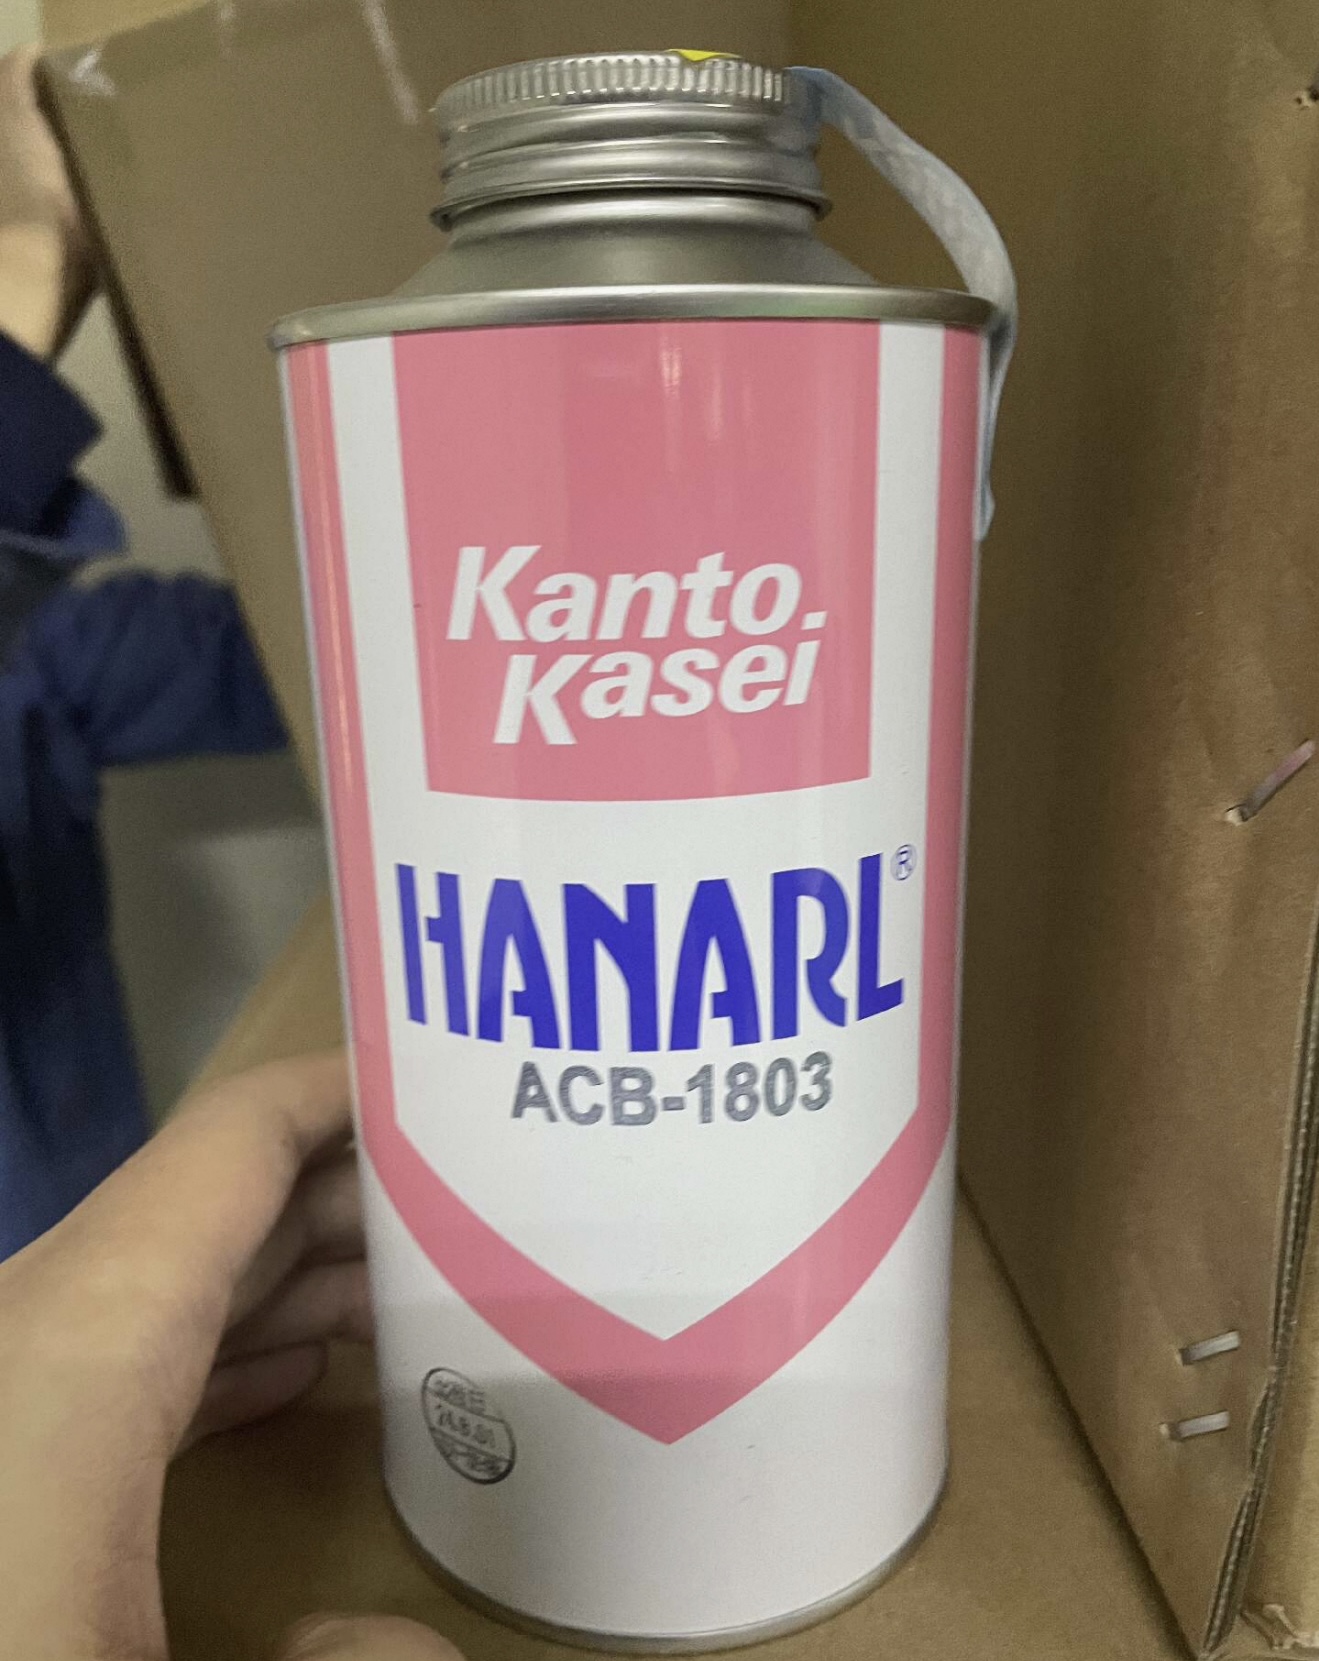 Kanto.
Kasei
HANARL®
ACB-1803